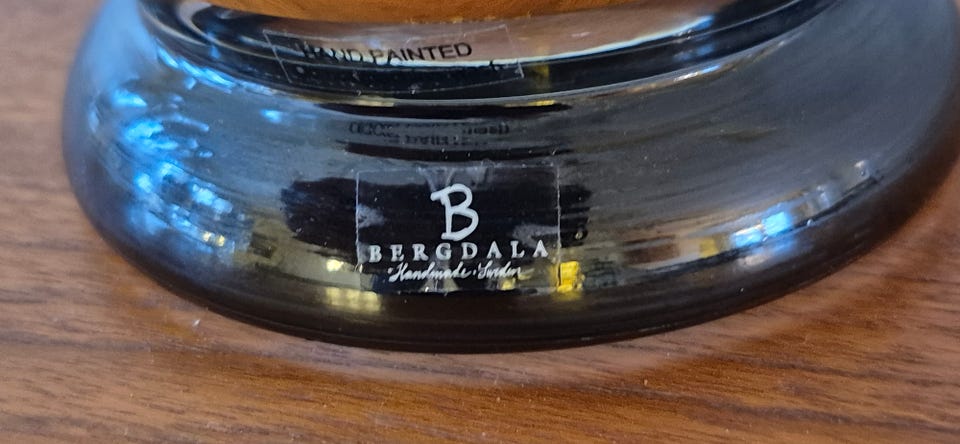 HAND PAINTED
B
BERGDALA
Handmade · Sweden